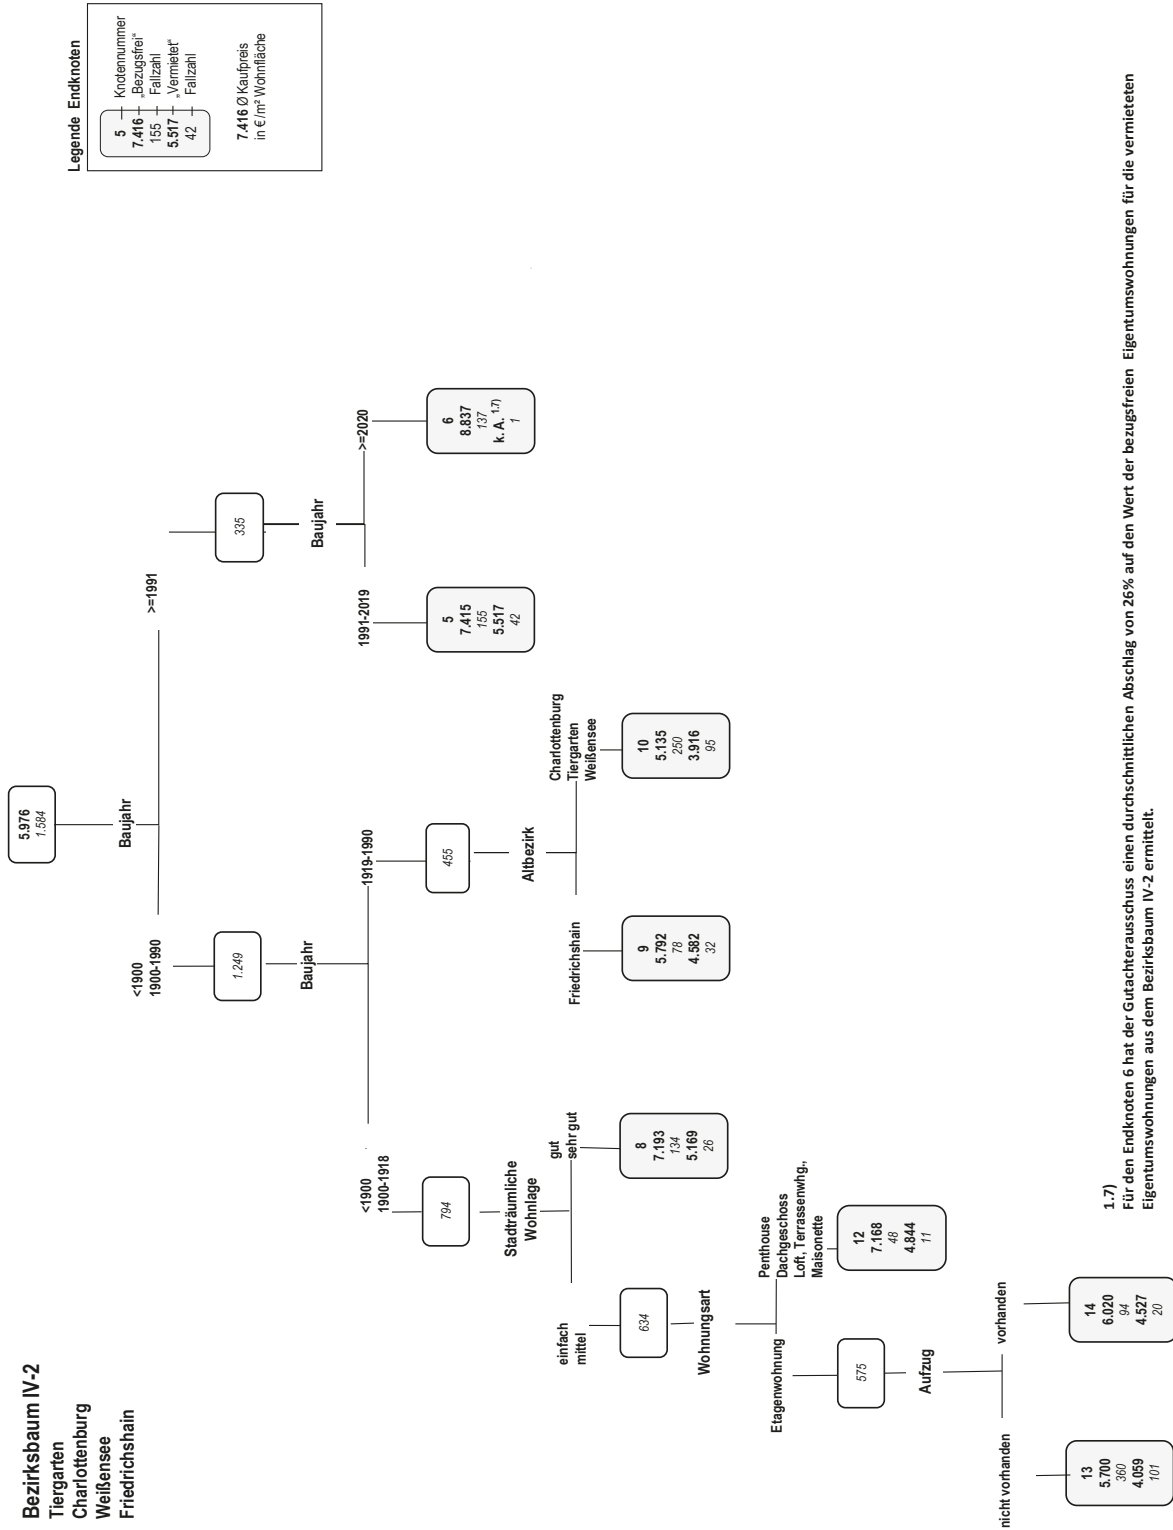 Bezirksbaum IV-2
Tiergarten
Charlottenburg
Weißensee
Friedrichshain
Legende Endknoten
5 Knotennummer
7.416 „Bezugsfrei“
155 Fallzahl
5.517 „Vermietet“
42 Fallzahl
7.416 Ø Kaufpreis
in €/m² Wohnfläche
5.976
1.584
Baujahr
<1900
1900-1990
>=1991
1.249
335
Baujahr
Baujahr
<1900
1900-1918
1919-1990
1991-2019
>=2020
794
455
5
7.415
155
5.517
42
6
8.837
137
k. A. 1.7)
1
Stadträumliche
Wohnlage
Altbezirk
einfach
mittel
gut
sehr gut
Friedrichshain
Charlottenburg
Tiergarten
Weißensee
634
8
7.193
134
5.169
26
9
5.792
78
4.582
32
10
5.135
250
3.916
95
Wohnungsart
Etagenwohnung
Penthouse
Dachgeschoss
Loft, Terrassenwhg.,
Maisonette
575
12
7.168
48
4.844
11
Aufzug
nicht vorhanden
vorhanden
13
5.700
360
4.059
101
14
6.020
94
4.527
20
1.7)
Für den Endknoten 6 hat der Gutachterausschuss einen durchschnittlichen Abschlag von 26% auf den Wert der bezugsfreien Eigentumswohnungen für die vermieteten
Eigentumswohnungen aus dem Bezirksbaum IV-2 ermittelt.